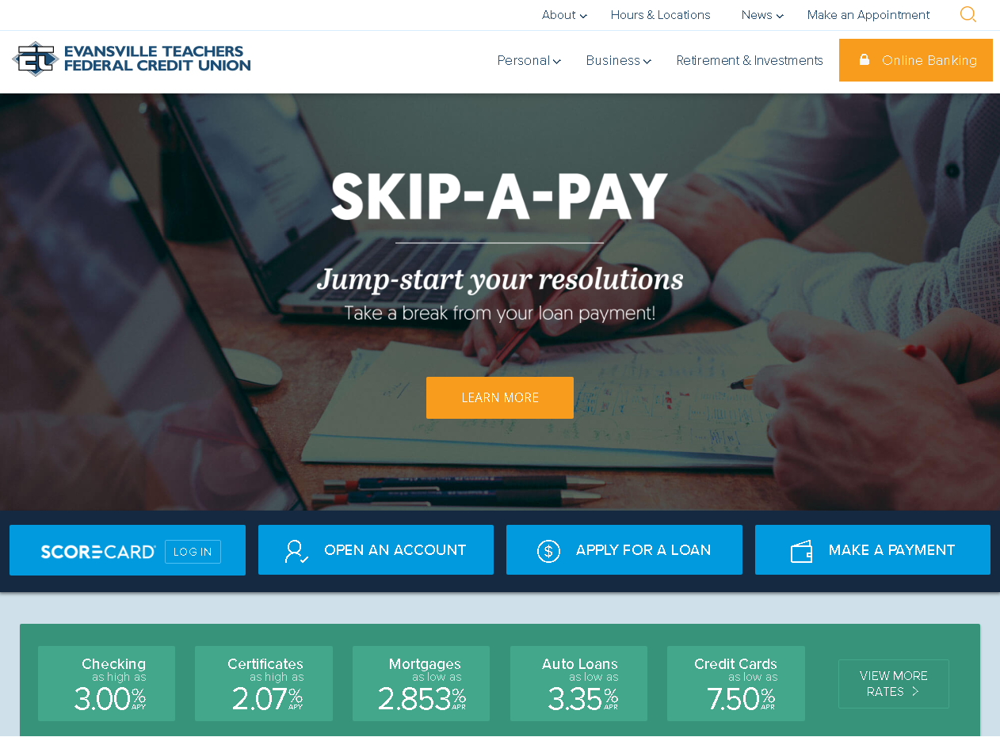 About
Hours & Locations
News
Make an Appointment
EVANSVILLE TEACHERS
FEDERAL CREDIT UNION
Personal
Business
Retirement & Investments
Online Banking
SKIP-A-PAY
Jump-start your resolutions
Take a break from your loan payment!
LEARN MORE
SCORECARD
LOG IN
OPEN AN ACCOUNT
APPLY FOR A LOAN
MAKE A PAYMENT
Checking
as high as
3.00% APY
Certificates
as high as
2.07% APY
Mortgages
as low as
2.853% APR
Auto Loans
as low as
3.35% APR
Credit Cards
as low as
7.50% APR
VIEW MORE
RATES